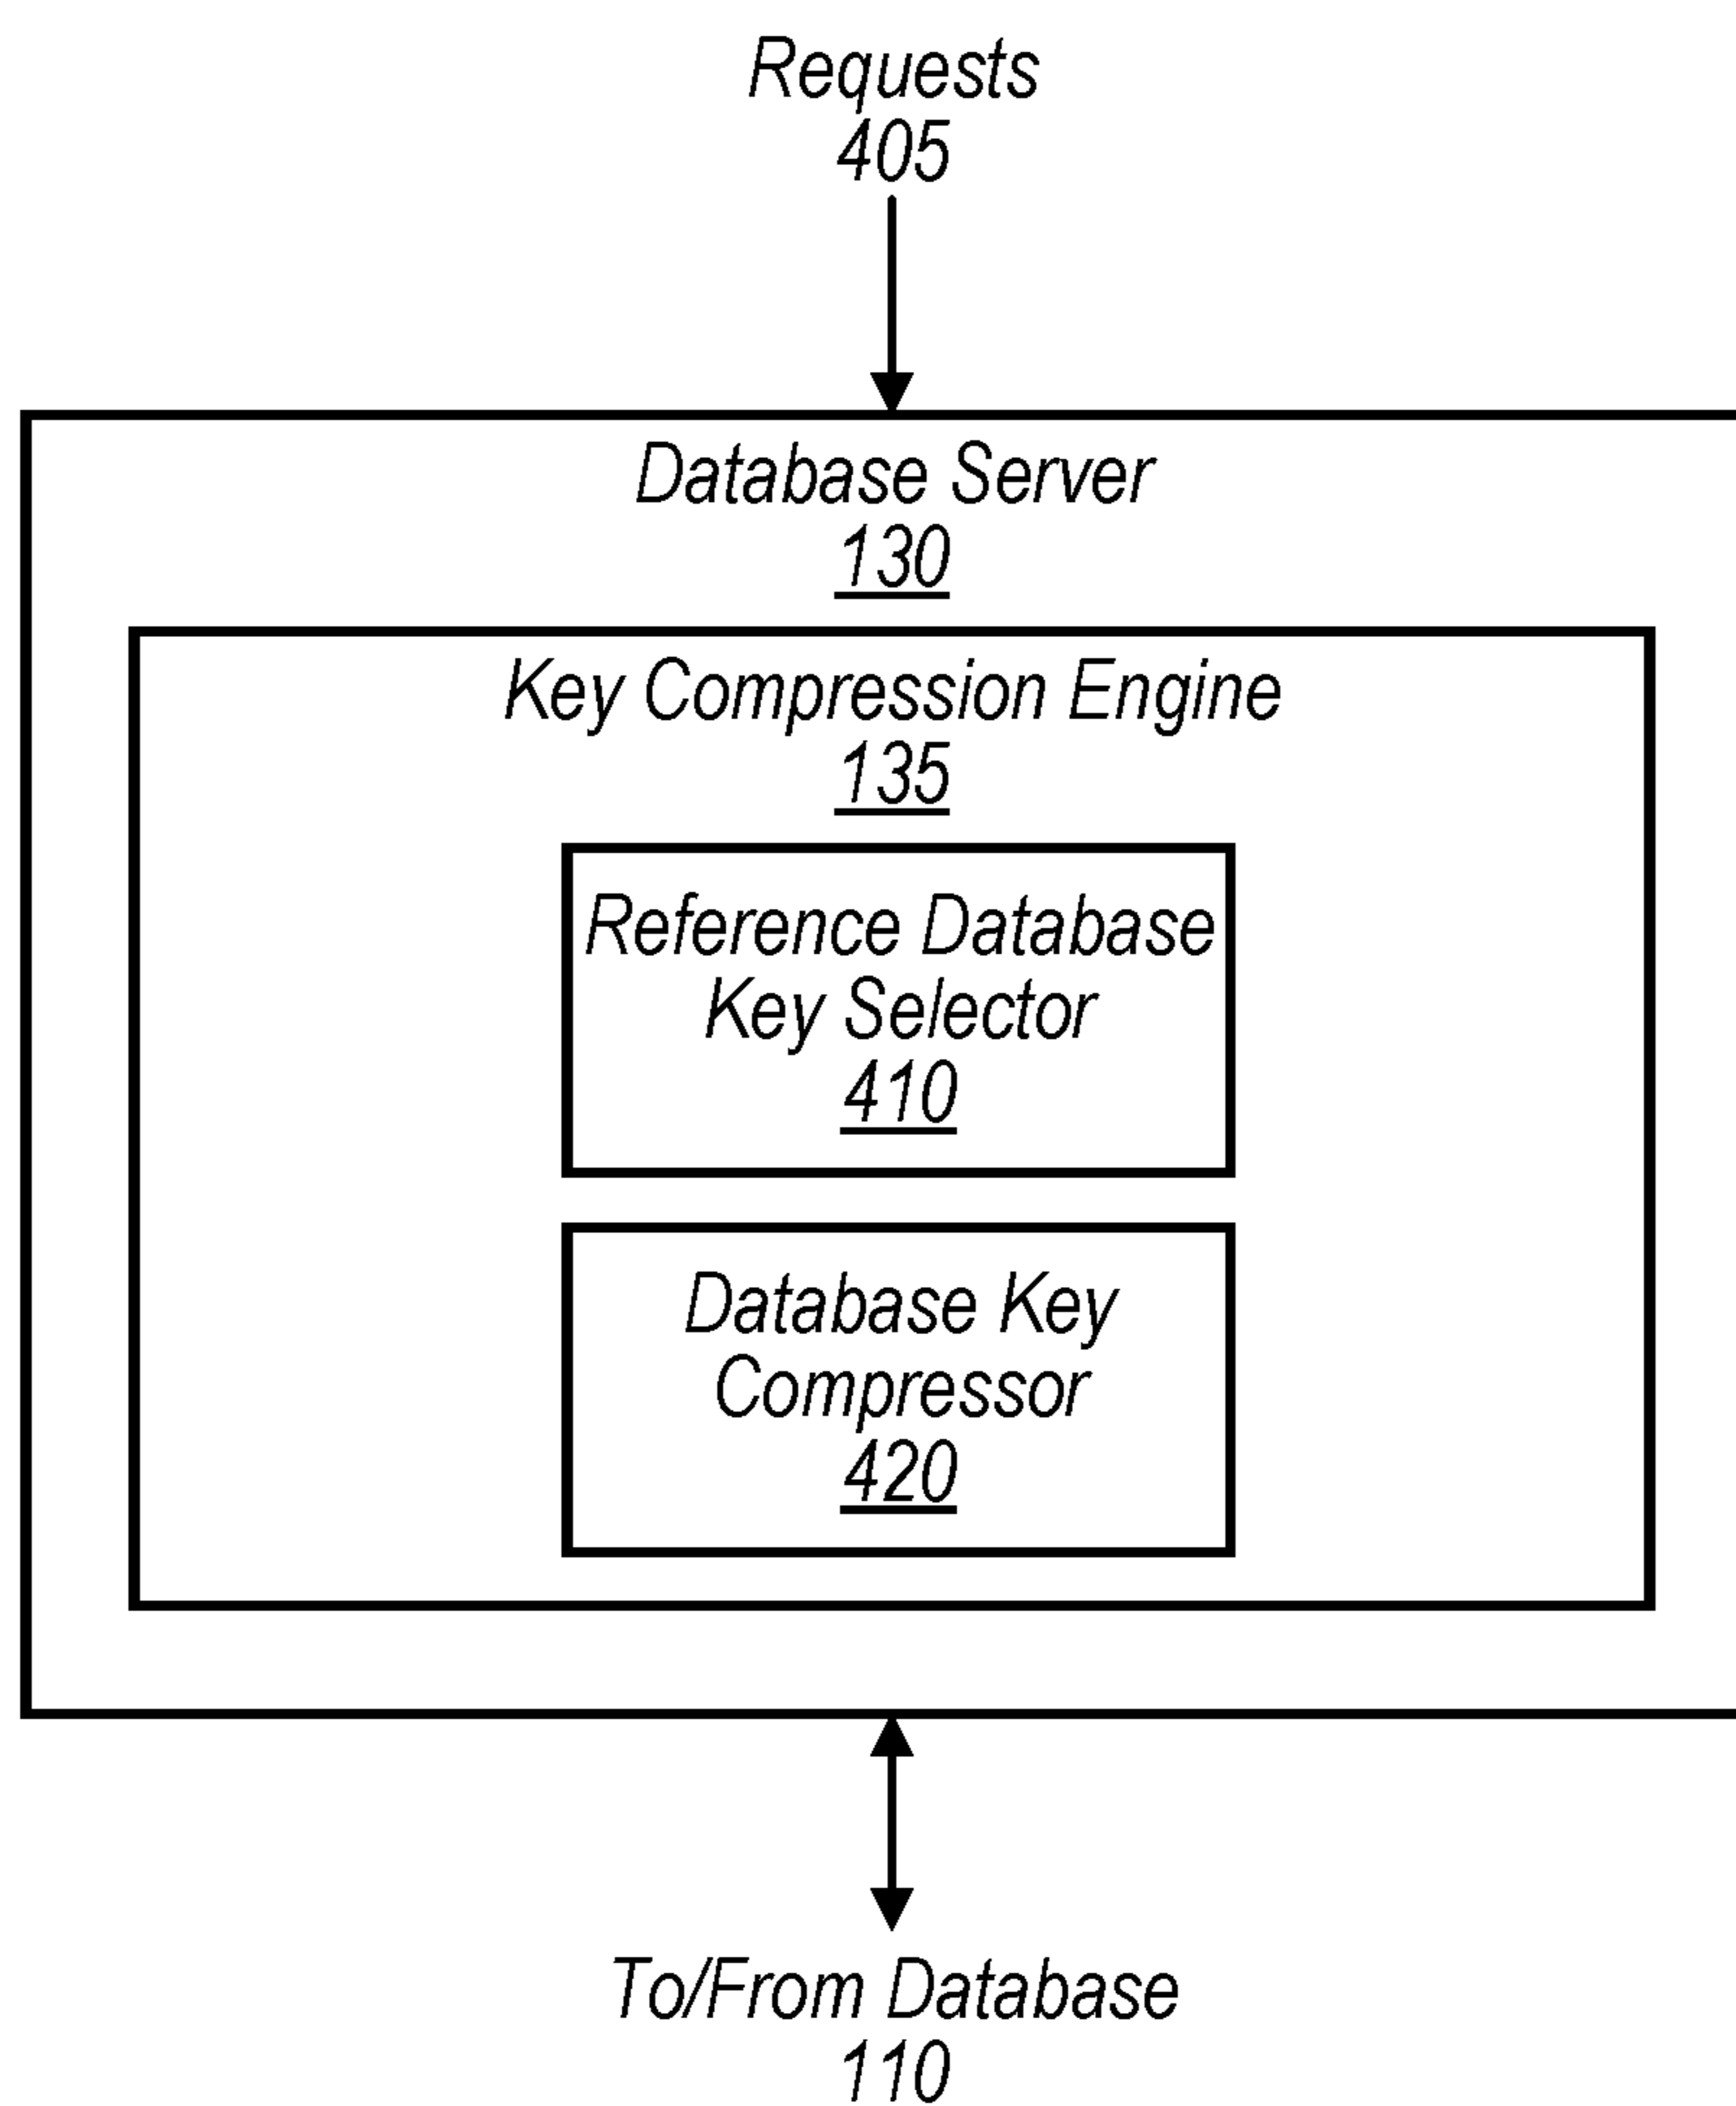 Requests
405
Database Server
130
Key Compression Engine
135
Reference Database
Key Selector
410
Database Key
Compressor
420
To/From Database
110